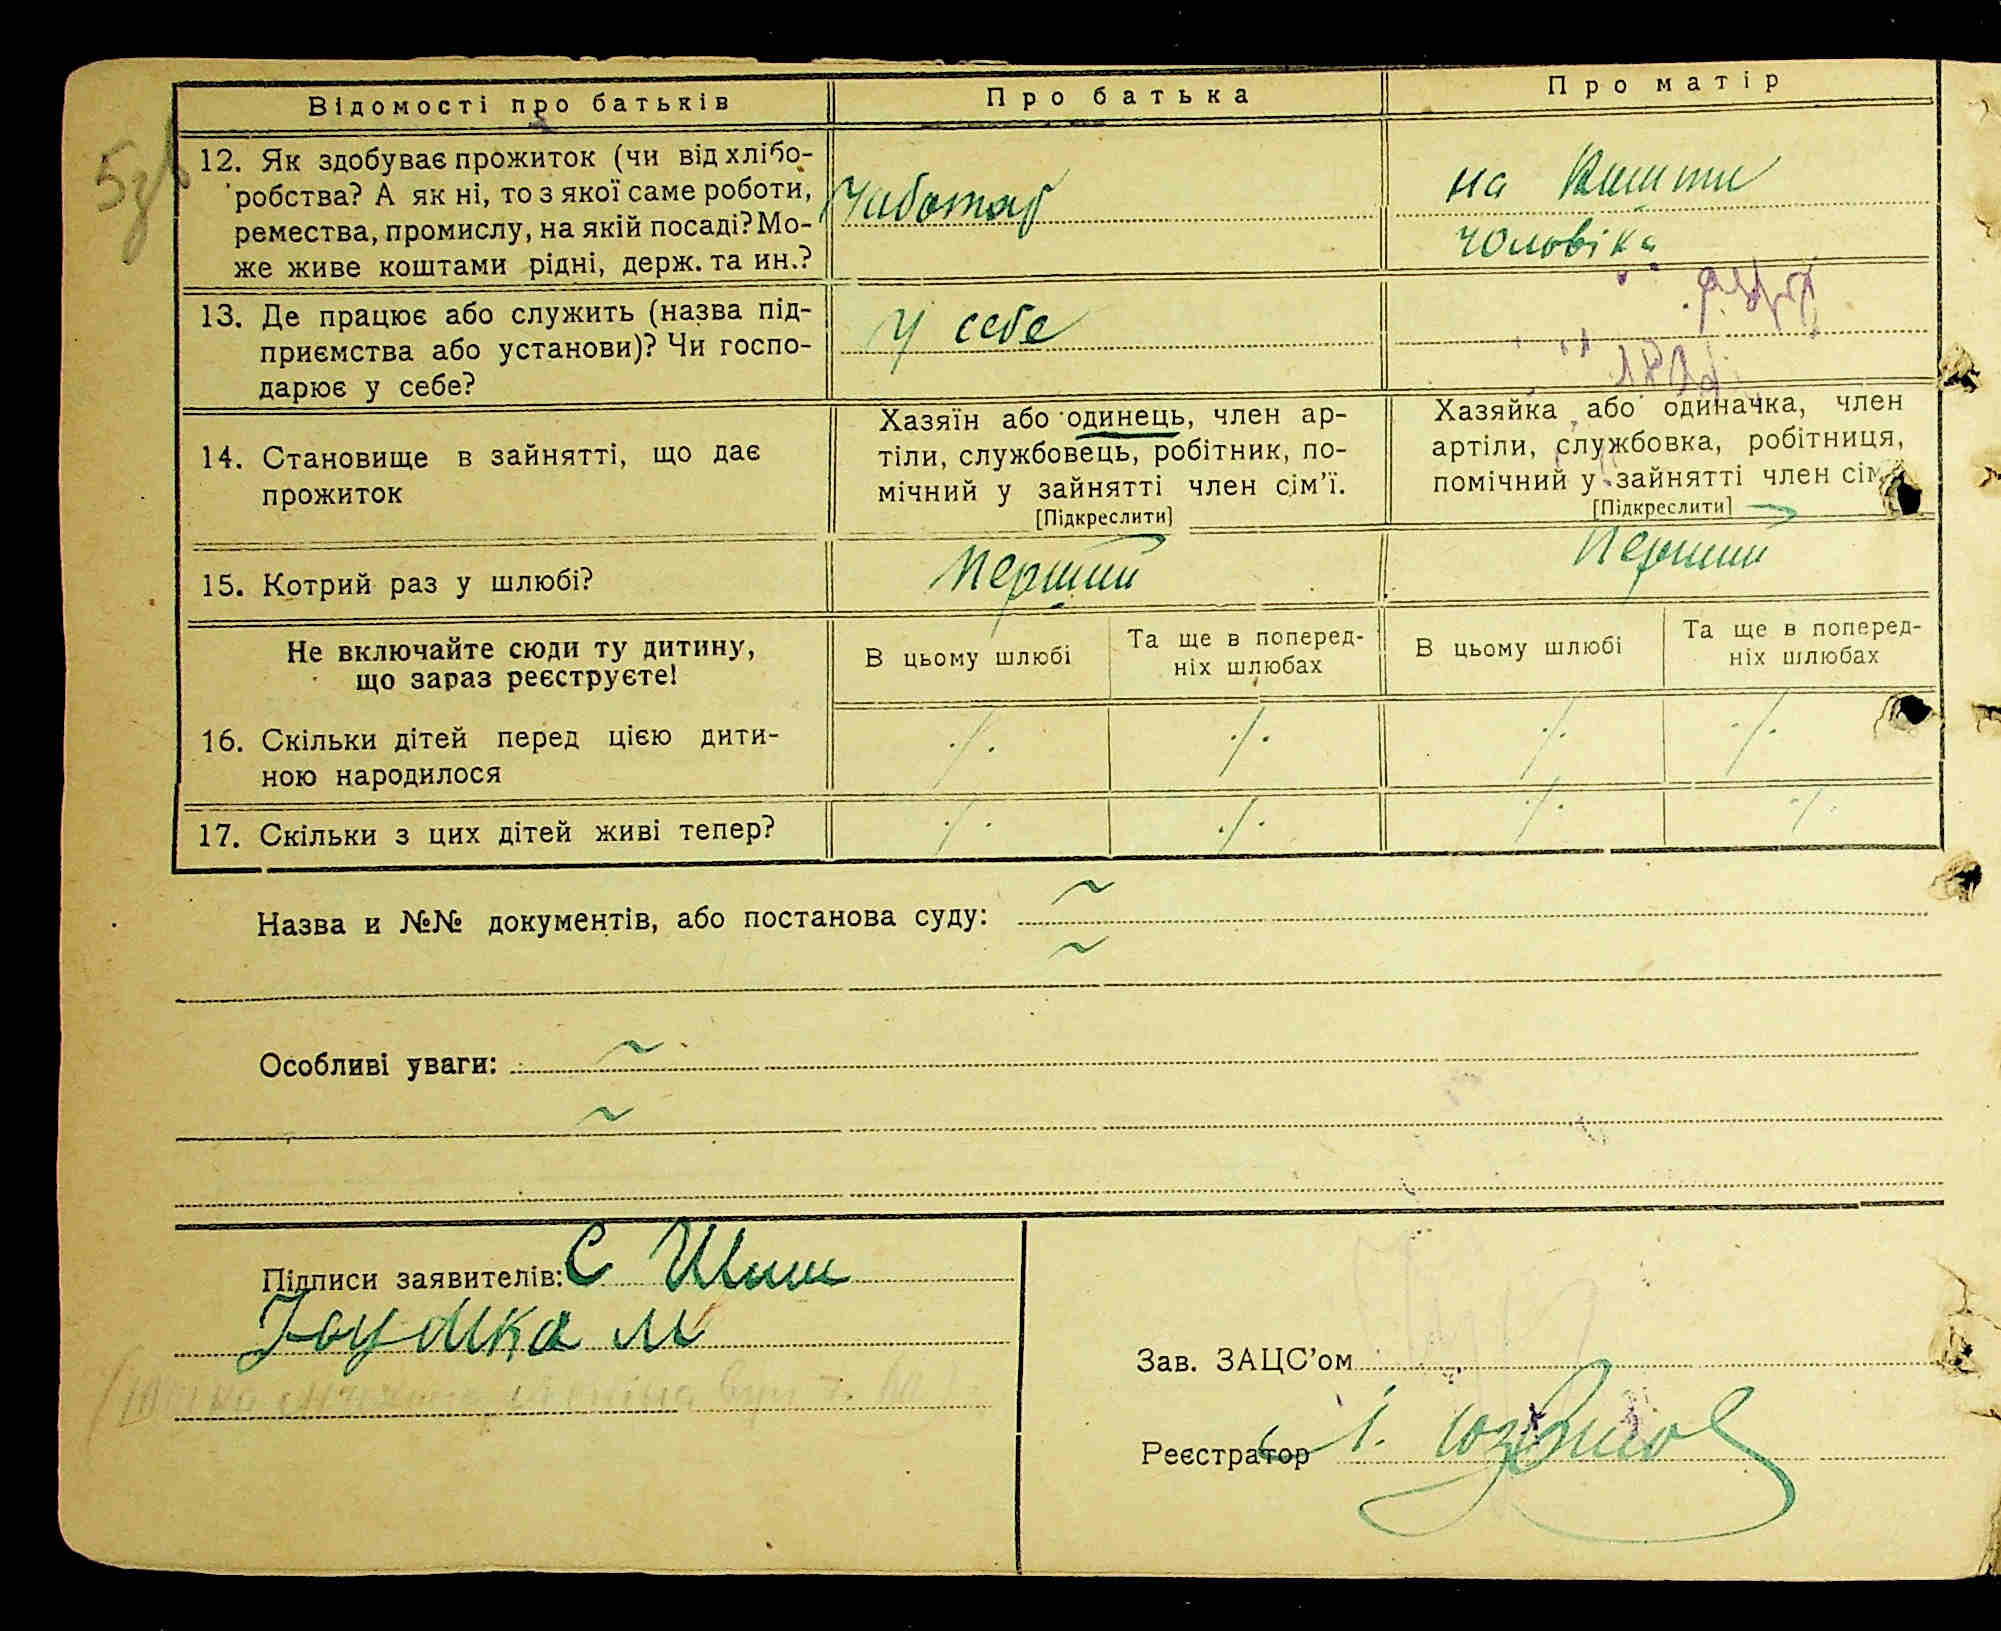 Відомості про батьків
Про батька
Про матір
12. Як здобуває прожиток (чи від хлібо-
робства? А як ні, то з якої саме роботи,
ремества, промислу, на якій посаді? Мо-
же живе коштами рідні, держ. та ин.?
Чаботар
на кошти
чоловіка
13. Де працює або служить (назва під-
приємства або установи)? Чи госпо-
дарює у себе?
у себе
14. Становище в зайнятті, що дає
прожиток
Хазяїн або одинець, член ар-
тіли, службовець, робітник, по-
мічний у зайнятті член сім'ї.
[Підкреслити]
Хазяйка або одиначка, член
артіли, службовка, робітниця,
помічний у зайнятті член сім
[Підкреслити]
15. Котрий раз у шлюбі?
Перший
Перший
Не включайте сюди ту дитину,
що зараз реєструєте!
В цьому шлюбі
Та ще в поперед-
ніх шлюбах
В цьому шлюбі
Та ще в поперед-
ніх шлюбах
16. Скільки дітей перед цією дити-
ною народилося
·/· ·/· ·/· ·/·
17. Скільки з цих дітей живі тепер?
·/· ·/· ·/· ·/·
Назва и №№ документів, або постанова суду: ~
~
Особливі уваги: ~
~
Підписи заявителів: С
Зав. ЗАЦС'ом
Реєстратор